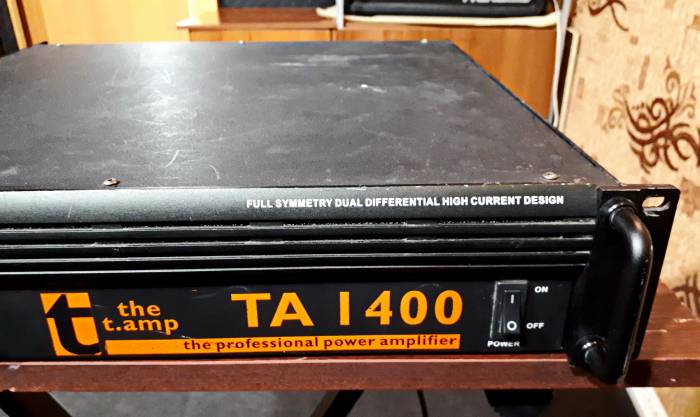 FULL SYMMETRY DUAL DIFFERENTIAL HIGH CURRENT DESIGN
the
t.amp
TA 1400
the professional power amplifier
ON
I
O
OFF
POWER